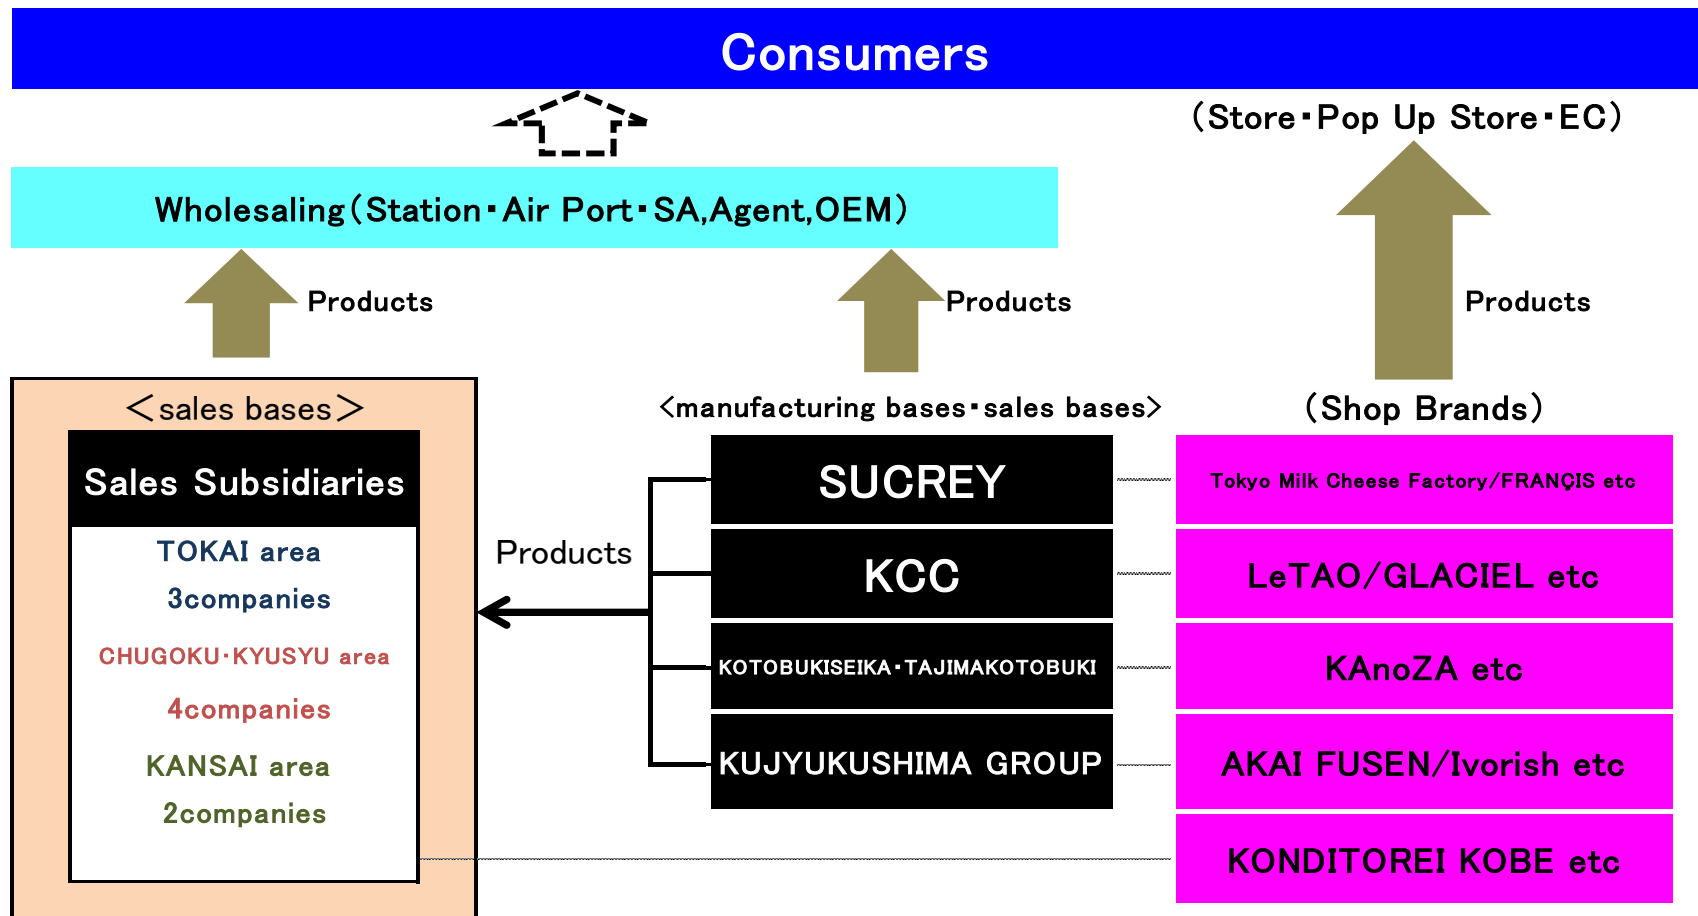 Consumers
(Store・Pop Up Store・EC)
Wholesaling(Station・Air Port・SA,Agent,OEM)
Products
Products
Products
＜sales bases＞
<manufacturing bases・sales bases>
(Shop Brands)
Sales Subsidiaries
TOKAI area
3companies
CHUGOKU・KYUSYU area
4companies
KANSAI area
2companies
Products
SUCREY
KCC
KOTOBUKISEIKA・TAJIMAKOTOBUKI
KUJYUKUSHIMA GROUP
Tokyo Milk Cheese Factory/FRANÇIS etc
LeTAO/GLACIEL etc
KAnoZA etc
AKAI FUSEN/Ivorish etc
KONDITOREI KOBE etc